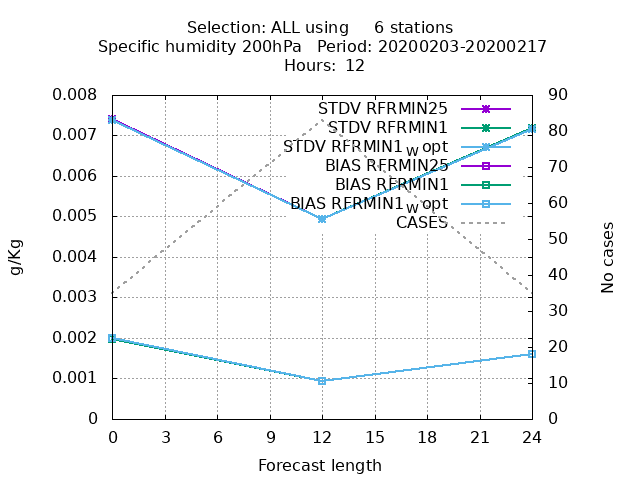 Selection: ALL using 6 stations
Specific humidity 200hPa Period: 20200203-20200217
Hours: 12
0.008
0.007
0.006
0.005
0.004
0.003
0.002
0.001
0
g/Kg
STDV RFRMIN25
STDV RFRMIN1
STDV RFRMIN1w opt
BIAS RFRMIN25
BIAS RFRMIN1
BIAS RFRMIN1w opt
CASES
90
80
70
60
50
40
30
20
10
0
No cases
0 3 6 9 12 15 18 21 24
Forecast length